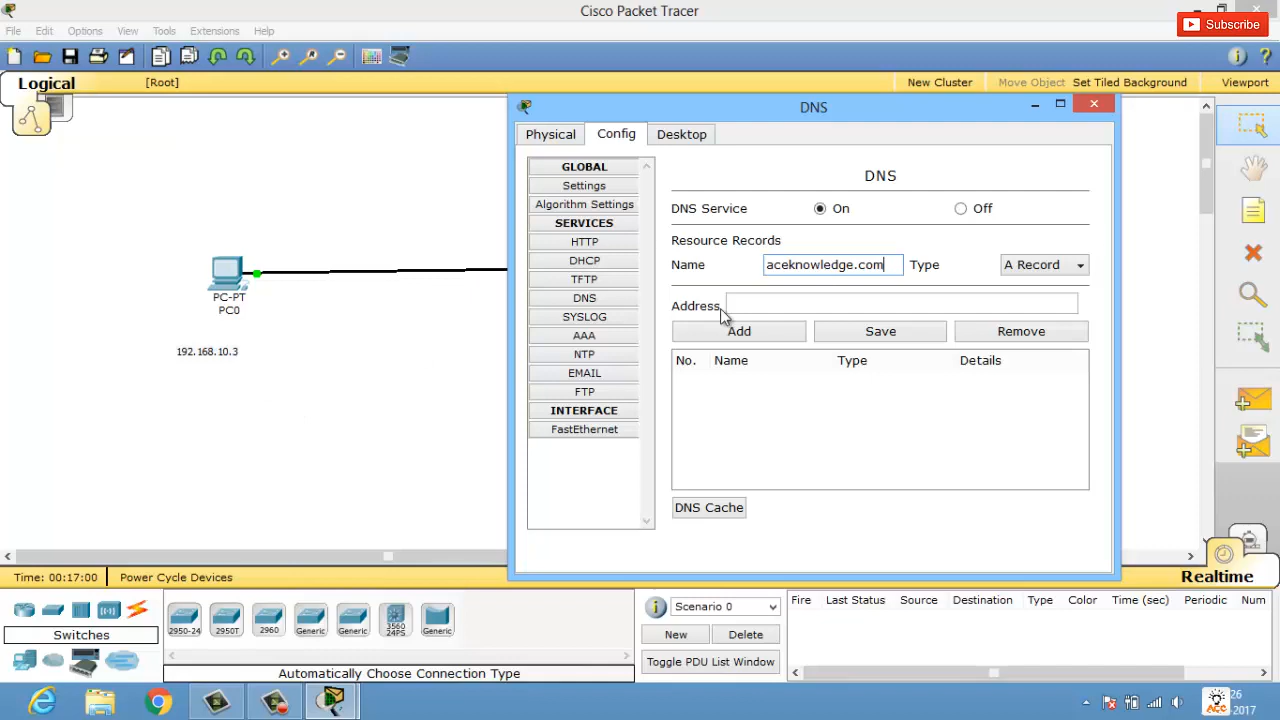 Cisco Packet Tracer
Subscribe
File Edit Options View Tools Extensions Help
Logical
[Root]
New Cluster
Move Object
Set Tiled Background
Viewport
DNS
Physical
Config
Desktop
GLOBAL
Settings
Algorithm Settings
SERVICES
HTTP
DHCP
TFTP
DNS
SYSLOG
AAA
NTP
EMAIL
FTP
INTERFACE
FastEthernet
DNS
DNS Service On Off
Resource Records
Name aceknowledge.com Type A Record
Address
Add Save Remove
No. Name Type Details
DNS Cache
PC-PT
PC0
192.168.10.3
Time: 00:17:00
Power Cycle Devices
Realtime
Switches
2950-24
2950T
2960
Generic
Generic
3560
24PS
Generic
Automatically Choose Connection Type
Scenario 0
New Delete
Toggle PDU List Window
Fire Last Status Source Destination Type Color Time (sec) Periodic Num
26
-2017